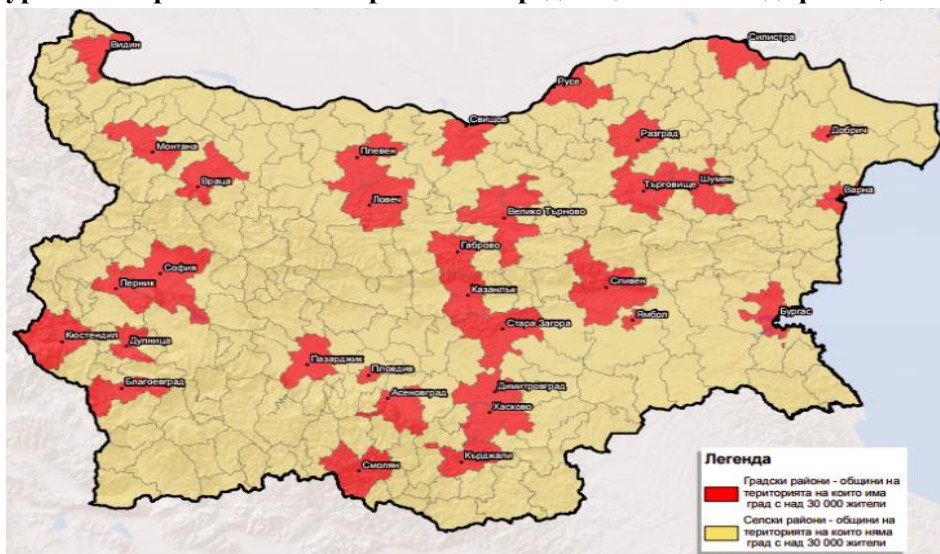 Видин
Силистра
Русе
Свищов
Монтана
Плевен
Разград
Добрич
Враца
Ловеч
Търговище
Шумен
Варна
Велико Търново
Габрово
София
Перник
Казанлък
Сливен
Ямбол
Бургас
Стара Загора
Кюстендил
Дупница
Пазарджик
Пловдив
Благоевград
Асеновград
Димитровград
Хасково
Смолян
Кърджали
Легенда
Градски райони - общини на
територията на които има
град с над 30 000 жители
Селски райони - общини на
територията на които няма
град с над 30 000 жители